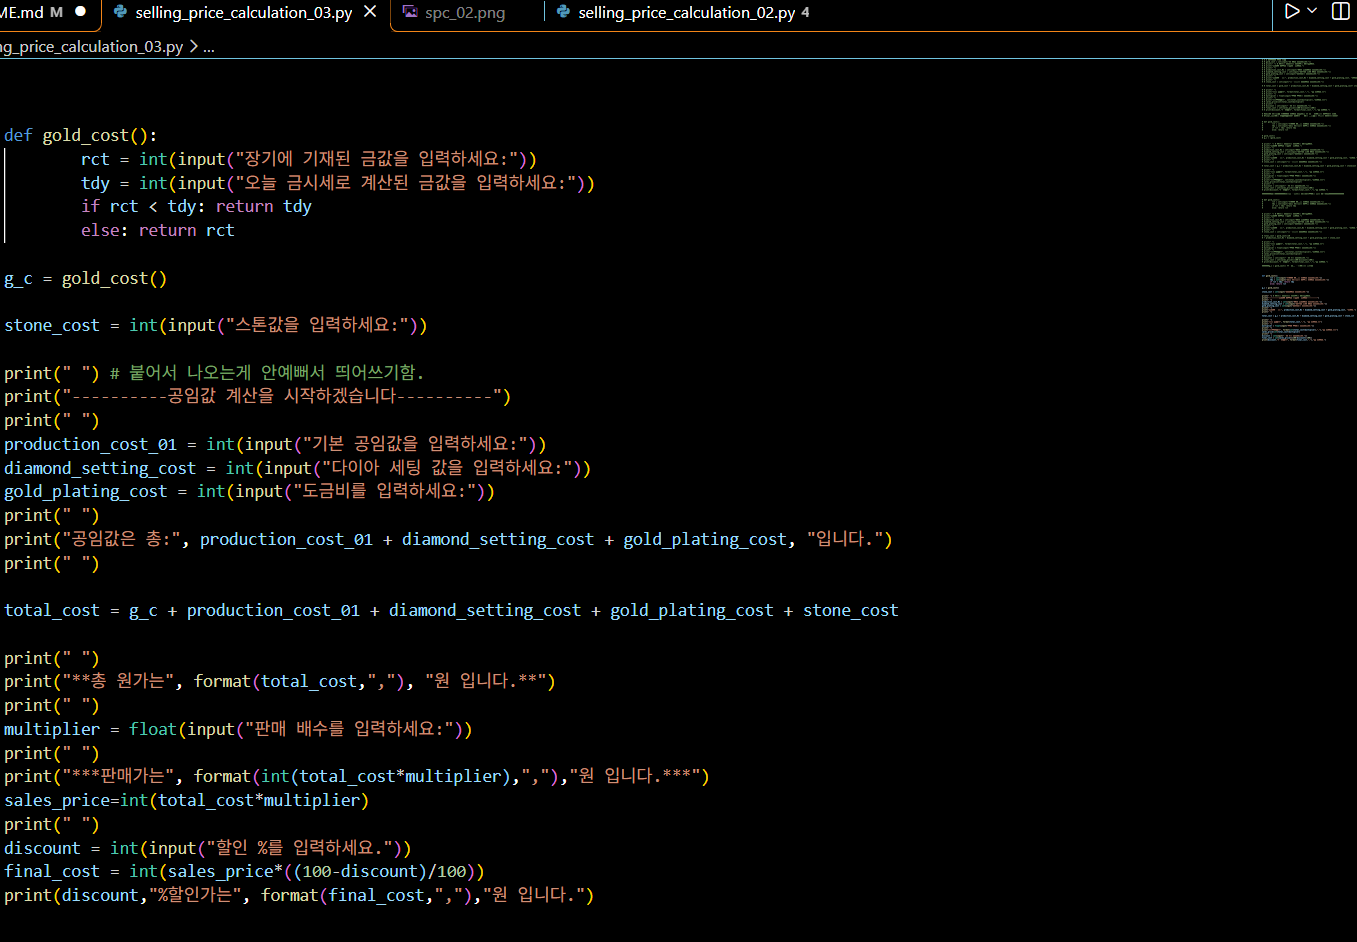 ME.md M ● selling_price_calculation_03.py × spc_02.png selling_price_calculation_02.py 4
ng_price_calculation_03.py > ...
def gold_cost():
rct = int(input("장기에 기재된 금값을 입력하세요:"))
tdy = int(input("오늘 금시세로 계산된 금값을 입력하세요:"))
if rct < tdy: return tdy
else: return rct
g_c = gold_cost()
stone_cost = int(input("스톤값을 입력하세요:"))
print(" ") # 붙어서 나오는게 안예뻐서 띄어쓰기함.
print("----------공임값 계산을 시작하겠습니다----------")
print(" ")
production_cost_01 = int(input("기본 공임값을 입력하세요:"))
diamond_setting_cost = int(input("다이아 세팅 값을 입력하세요:"))
gold_plating_cost = int(input("도금비를 입력하세요:"))
print(" ")
print("공임값은 총:", production_cost_01 + diamond_setting_cost + gold_plating_cost, "입니다.")
print(" ")
total_cost = g_c + production_cost_01 + diamond_setting_cost + gold_plating_cost + stone_cost
print(" ")
print("**총 원가는", format(total_cost,","), "원 입니다.**")
print(" ")
multiplier = float(input("판매 배수를 입력하세요:"))
print(" ")
print("***판매가는", format(int(total_cost*multiplier),","),"원 입니다.***")
sales_price=int(total_cost*multiplier)
print(" ")
discount = int(input("할인 %를 입력하세요."))
final_cost = int(sales_price*((100-discount)/100))
print(discount,"%할인가는", format(final_cost,","),"원 입니다.")